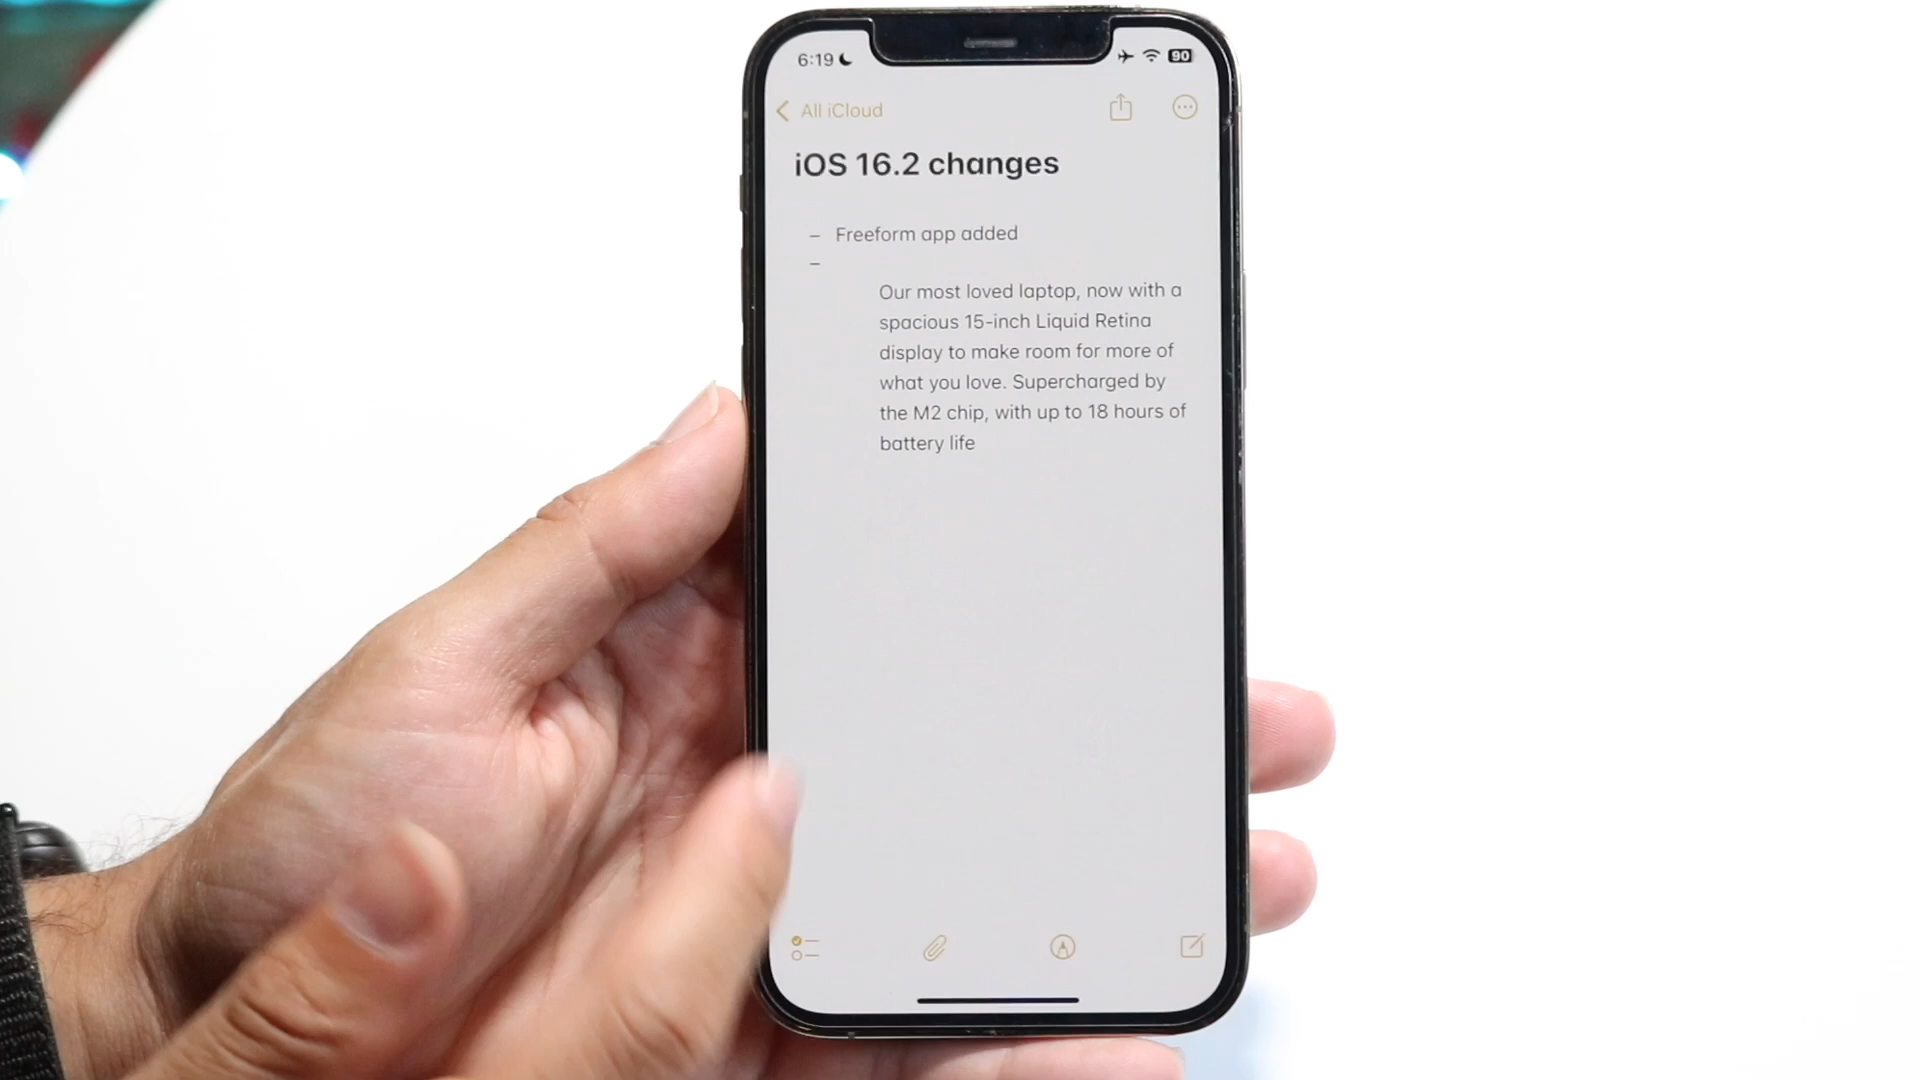 6:19
90
All iCloud
iOS 16.2 changes
– Freeform app added
–
Our most loved laptop, now with a
spacious 15-inch Liquid Retina
display to make room for more of
what you love. Supercharged by
the M2 chip, with up to 18 hours of
battery life